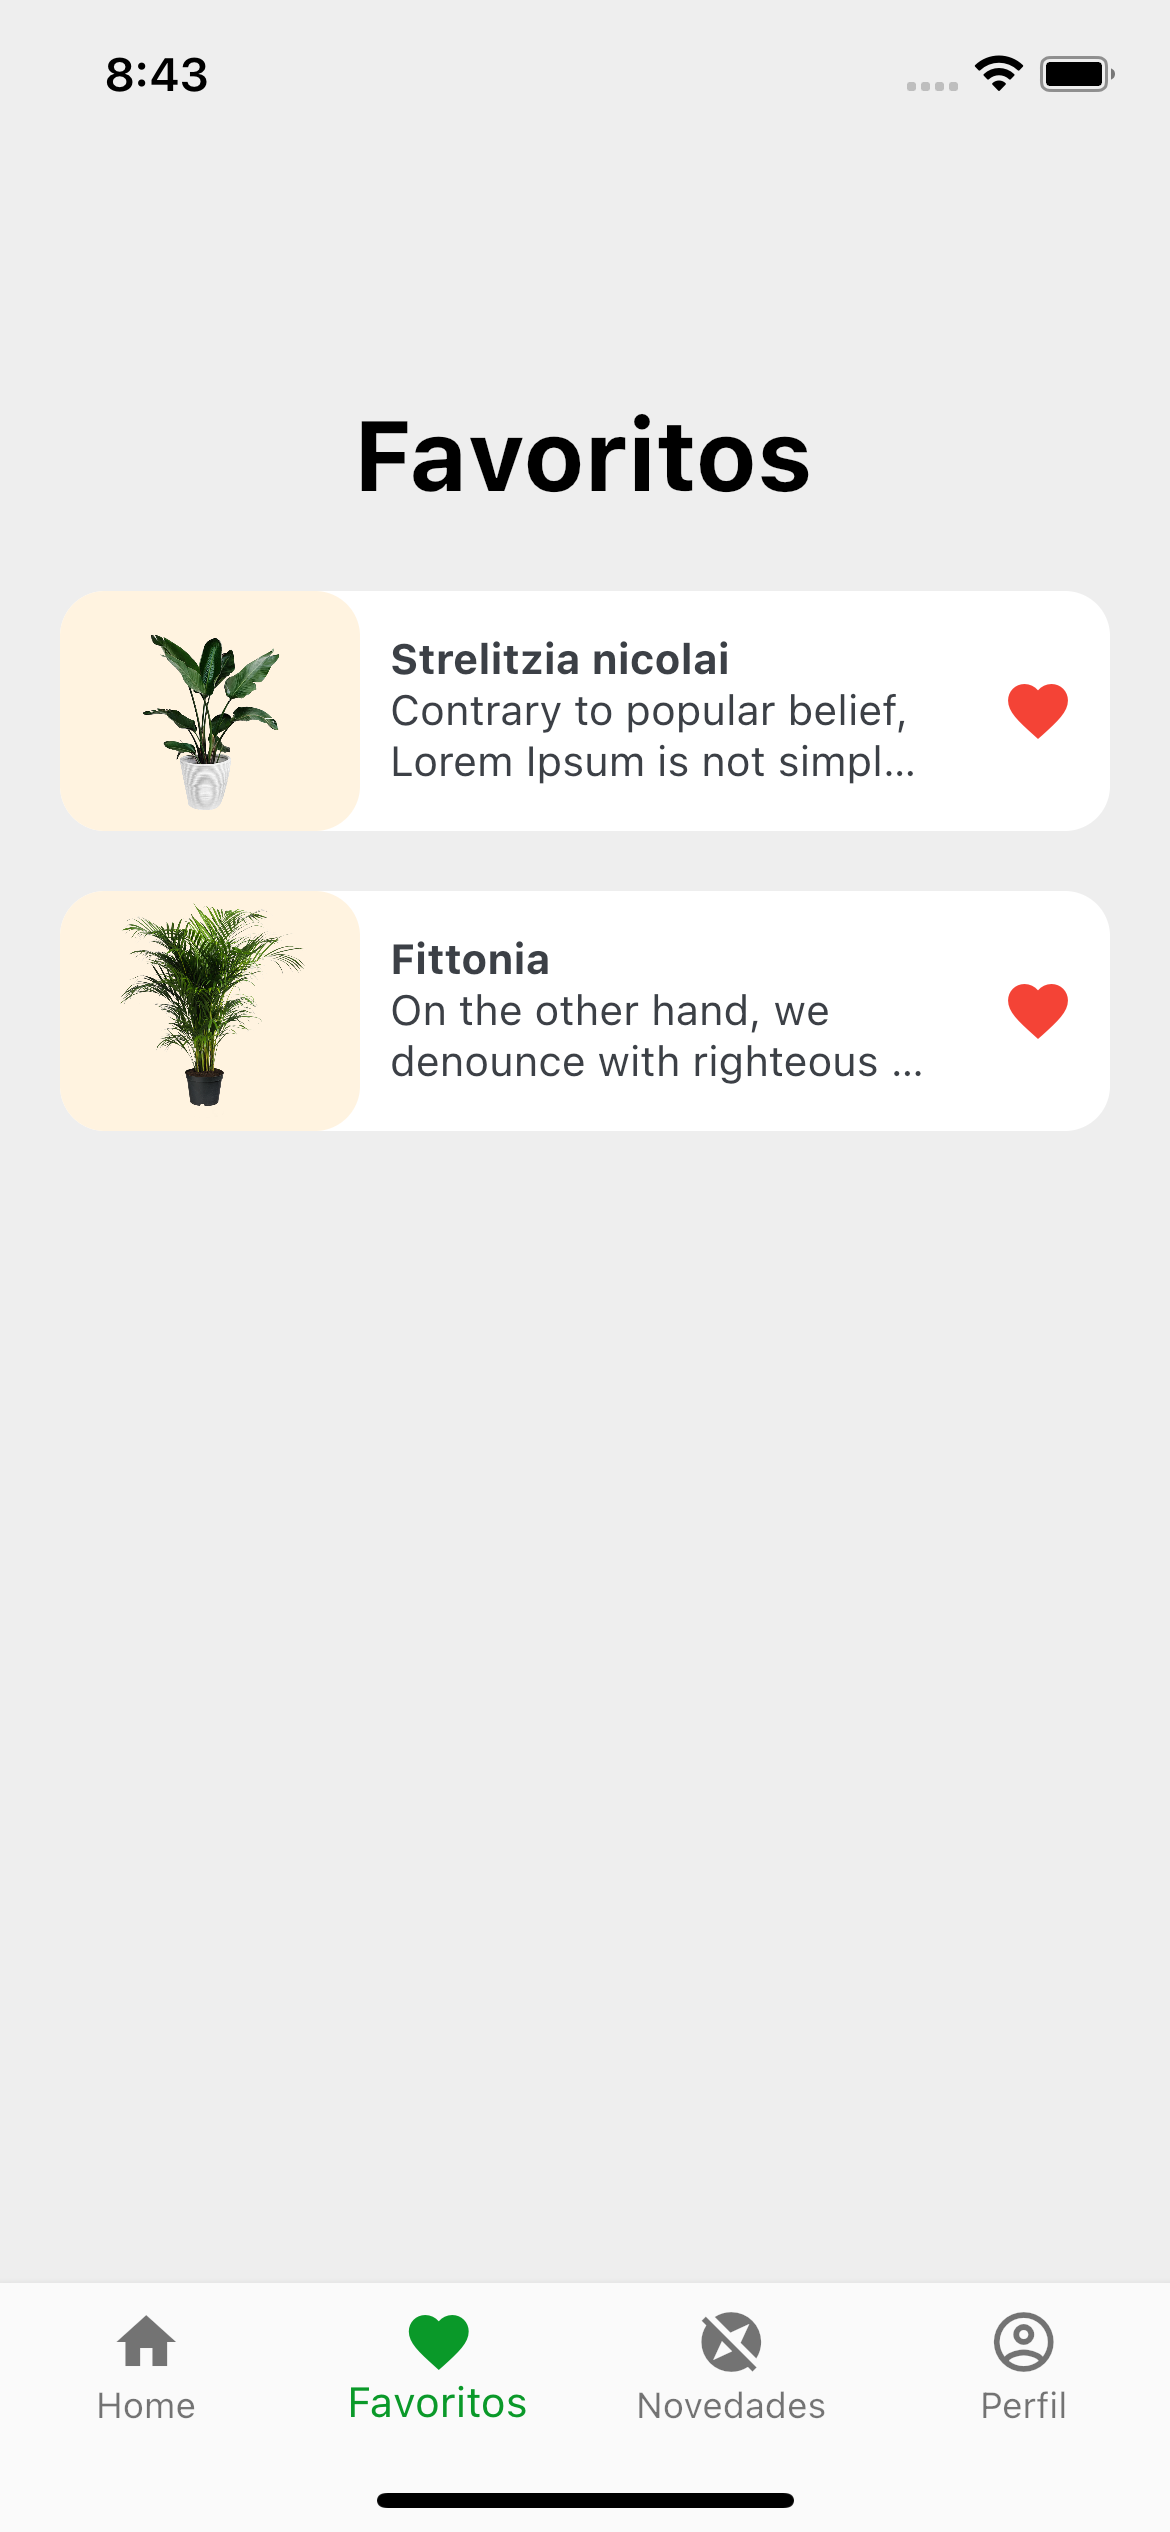 8:43
Favoritos
Strelitzia nicolai
Contrary to popular belief,
Lorem Ipsum is not simpl...
Fittonia
On the other hand, we
denounce with righteous ...
Home
Favoritos
Novedades
Perfil